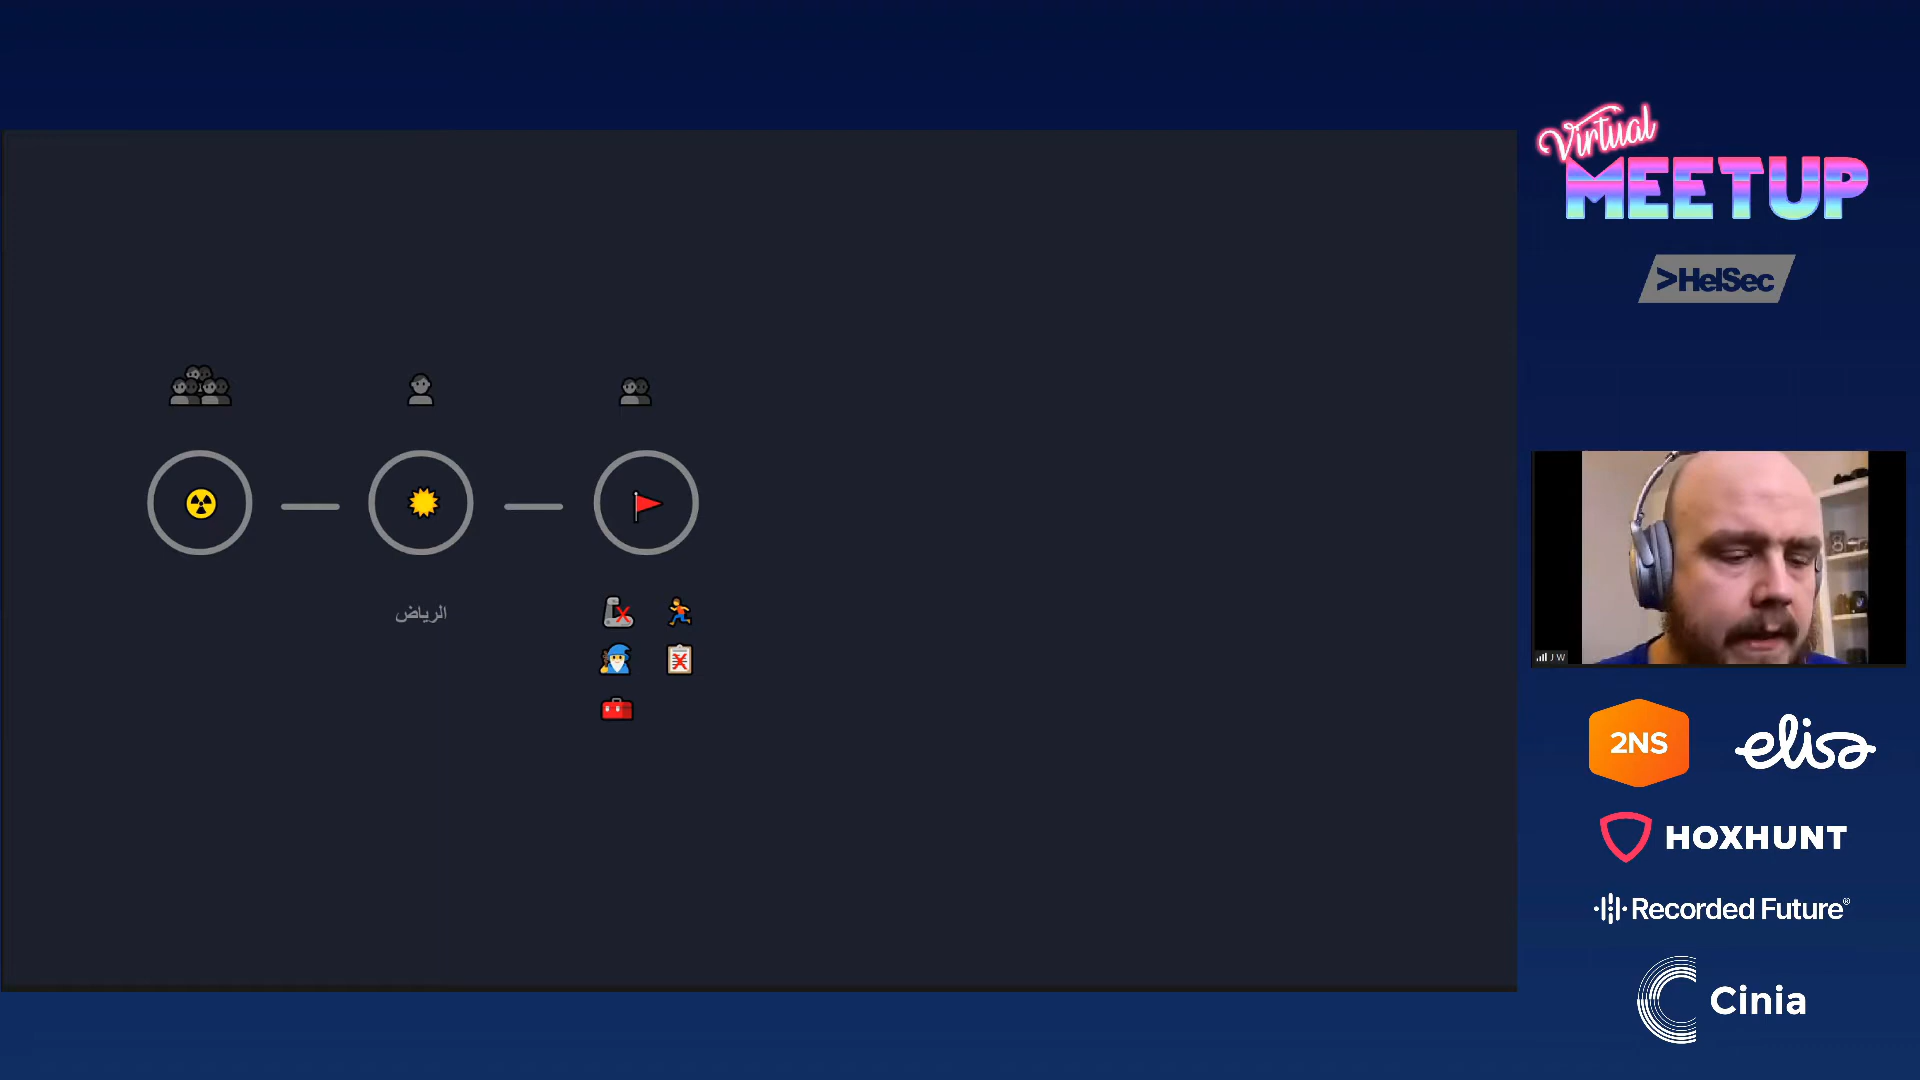 Virtual
MEETUP
>HelSec
الرياض
J W
2NS
elisa
HOXHUNT
Recorded Future®
Cinia